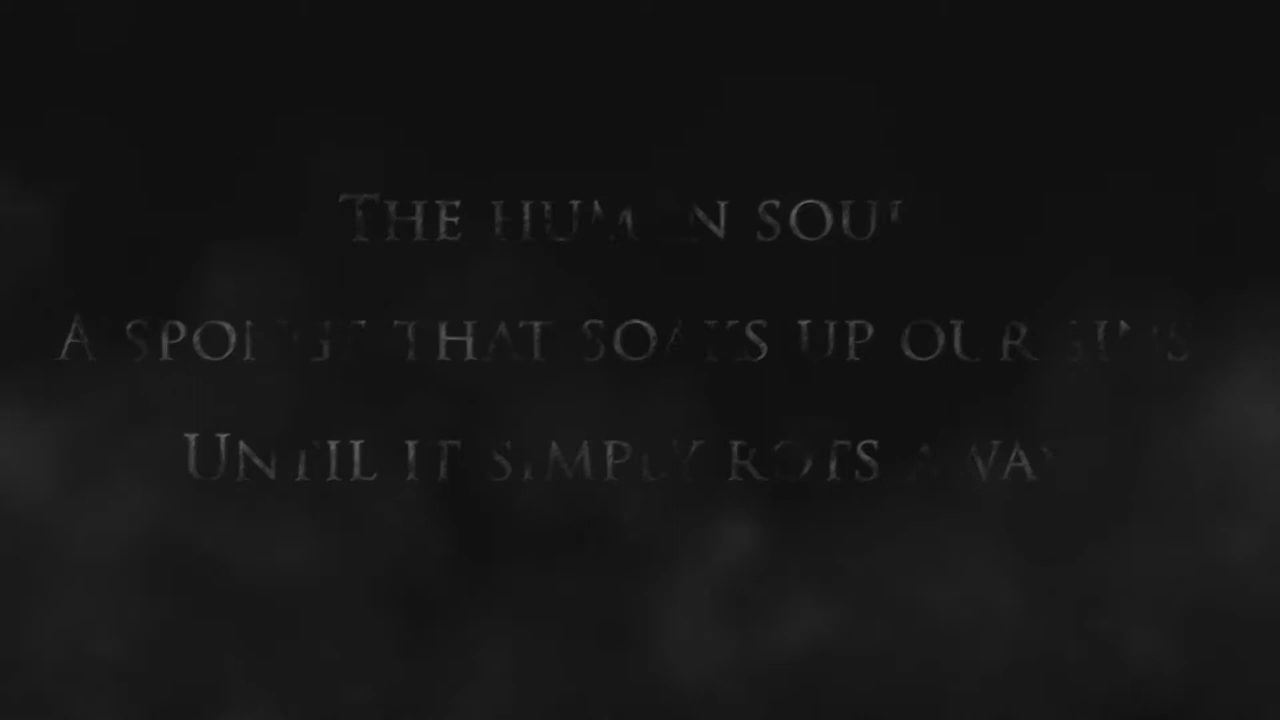 The human soul
A sponge that soaks up our sins
Until it simply rots away